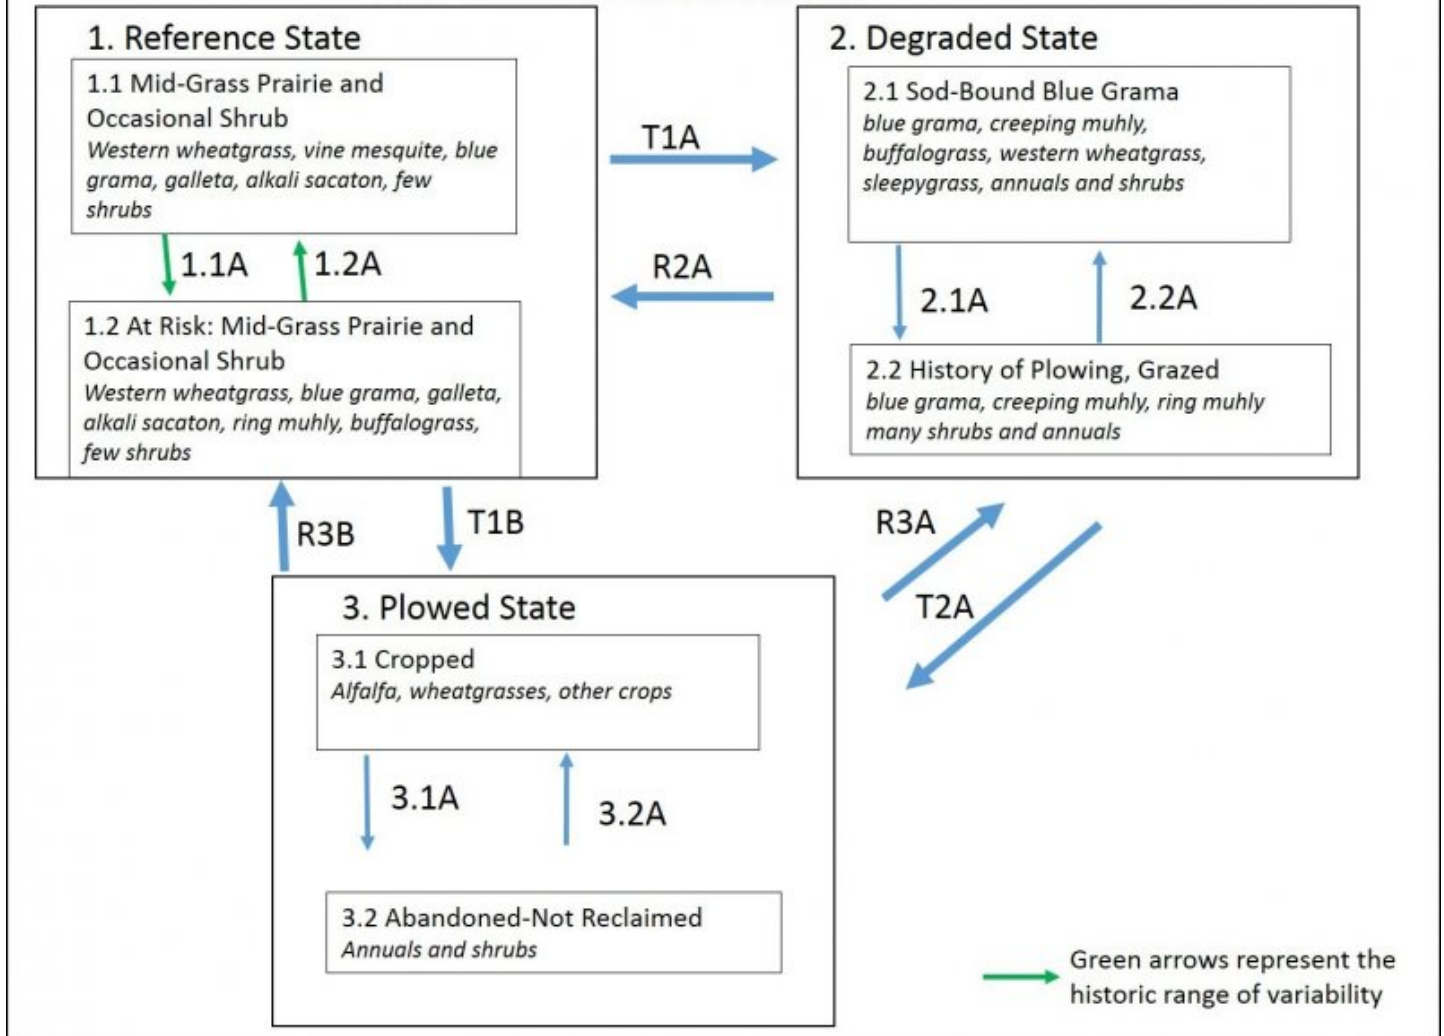 1. Reference State
1.1 Mid-Grass Prairie and
Occasional Shrub
Western wheatgrass, vine mesquite, blue
grama, galleta, alkali sacaton, few
shrubs
1.1A
1.2A
1.2 At Risk: Mid-Grass Prairie and
Occasional Shrub
Western wheatgrass, blue grama, galleta,
alkali sacaton, ring muhly, buffalograss,
few shrubs
T1A
R2A
2. Degraded State
2.1 Sod-Bound Blue Grama
blue grama, creeping muhly,
buffalograss, western wheatgrass,
sleepygrass, annuals and shrubs
2.1A
2.2A
2.2 History of Plowing, Grazed
blue grama, creeping muhly, ring muhly
many shrubs and annuals
R3B
T1B
R3A
T2A
3. Plowed State
3.1 Cropped
Alfalfa, wheatgrasses, other crops
3.1A
3.2A
3.2 Abandoned-Not Reclaimed
Annuals and shrubs
Green arrows represent the
historic range of variability